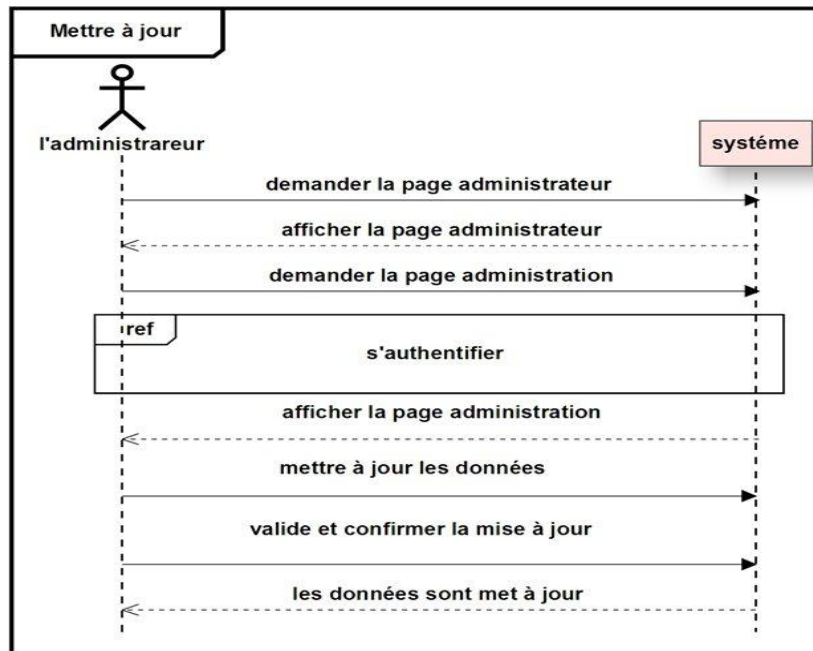 Mettre à jour
l'administrareur
systéme
demander la page administrateur
afficher la page administrateur
demander la page administration
ref
s'authentifier
afficher la page administration
mettre à jour les données
valide et confirmer la mise à jour
les données sont met à jour